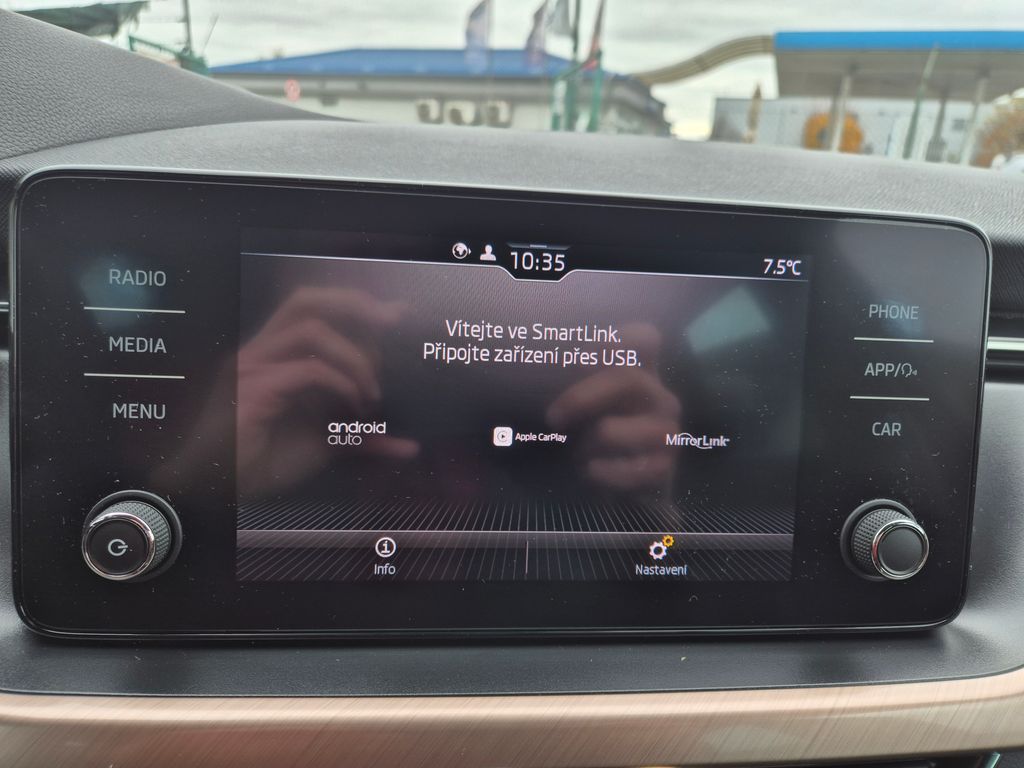 RADIO
MEDIA
MENU
10:35
7.5°C
Vítejte ve SmartLink.
Připojte zařízení přes USB.
android
auto
Apple CarPlay
MirrorLink
Info
Nastavení
PHONE
APP/
CAR